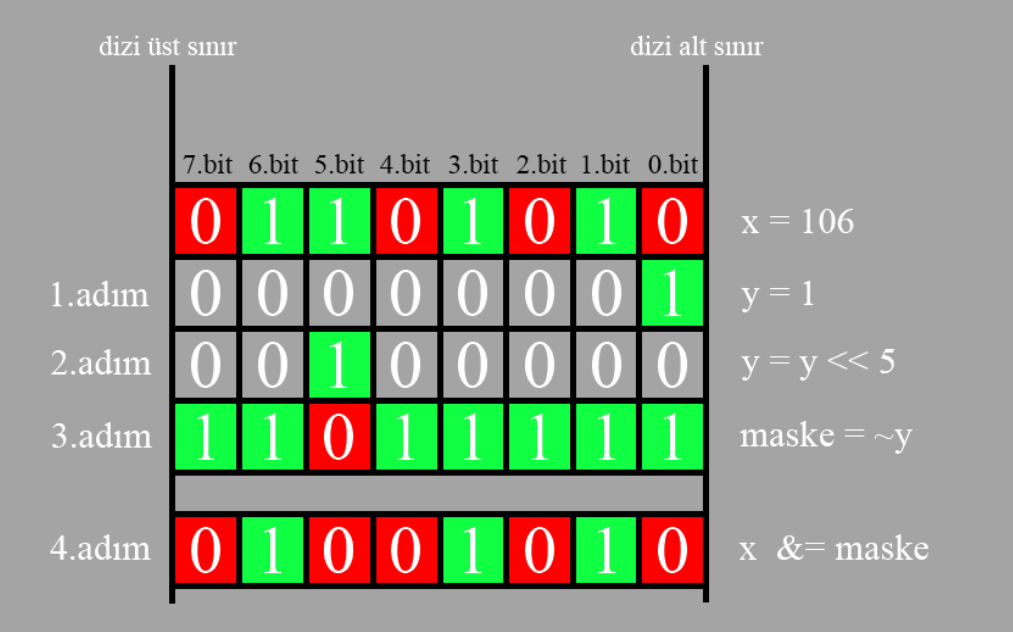 dizi üst sınır dizi alt sınır
7.bit 6.bit 5.bit 4.bit 3.bit 2.bit 1.bit 0.bit
0 1 1 0 1 0 1 0 x = 106
1.adım 0 0 0 0 0 0 0 1 y = 1
2.adım 0 0 1 0 0 0 0 0 y = y << 5
3.adım 1 1 0 1 1 1 1 1 maske = ~y
4.adım 0 1 0 0 1 0 1 0 x &= maske